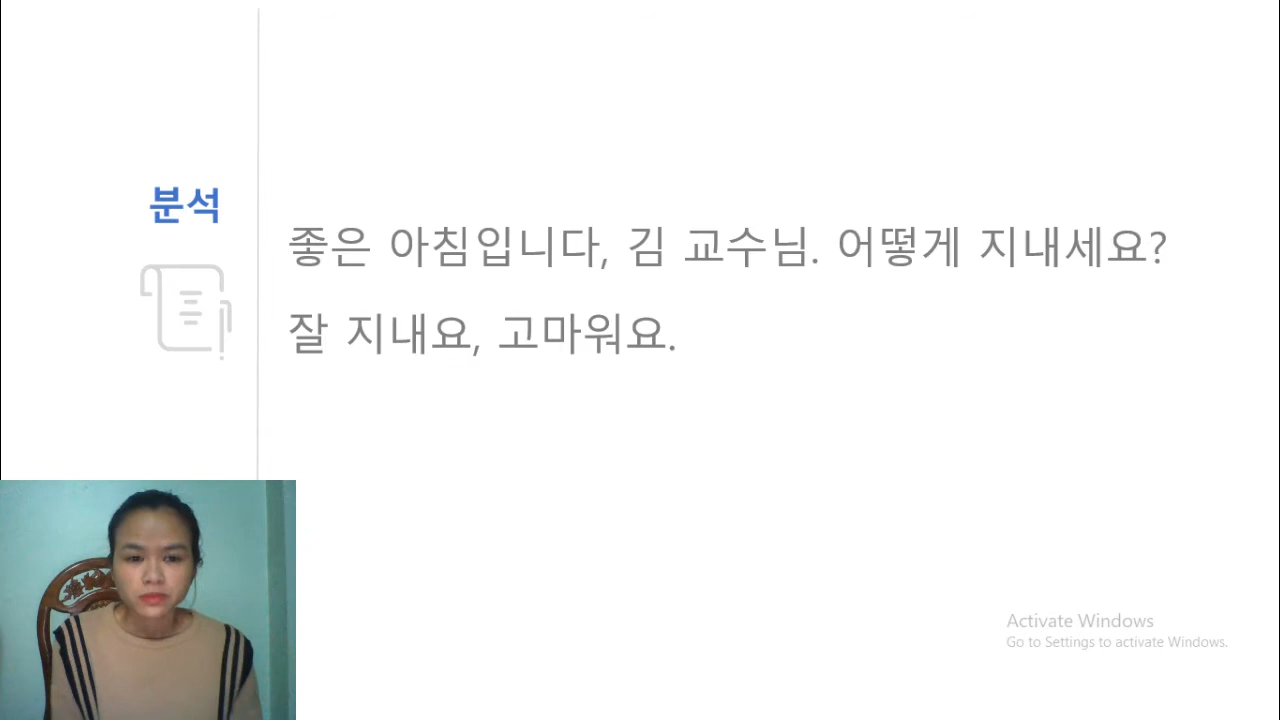 분석
좋은 아침입니다, 김 교수님. 어떻게 지내세요?
잘 지내요, 고마워요.
Activate Windows
Go to Settings to activate Windows.